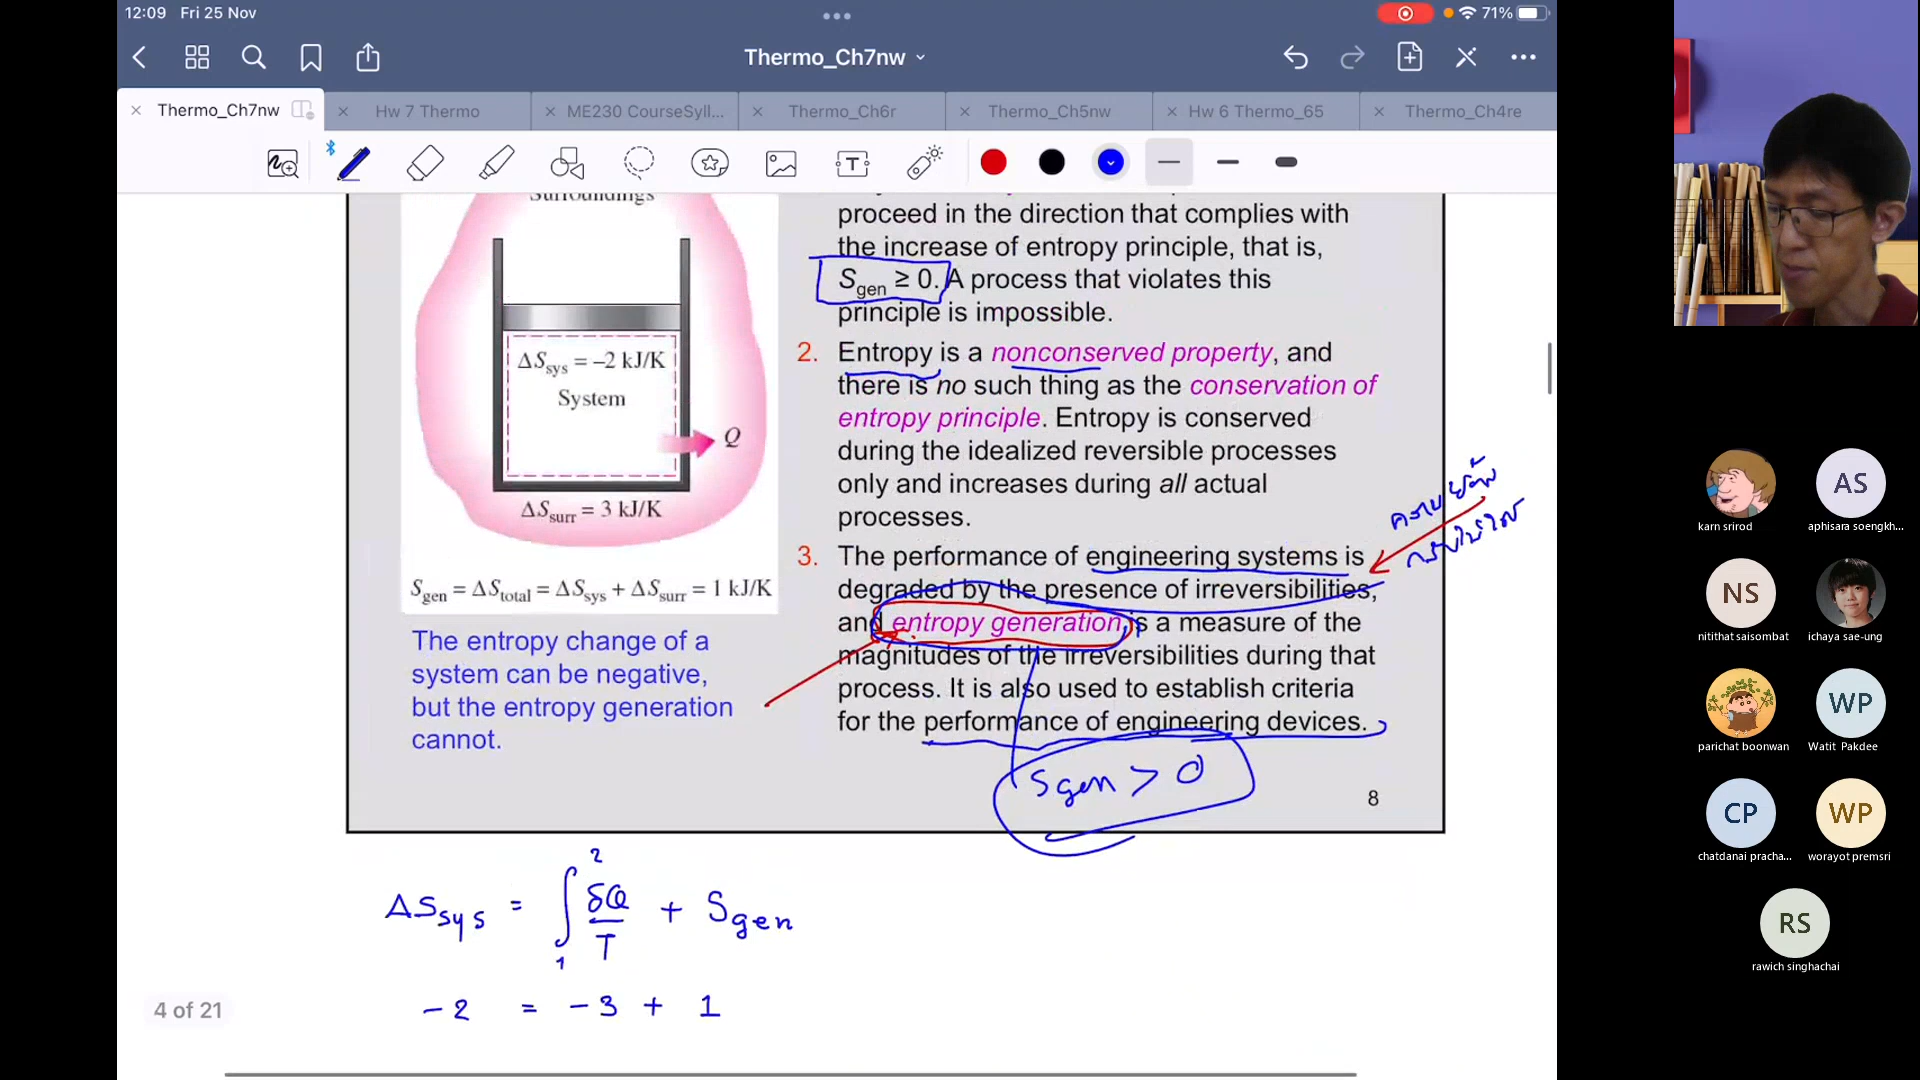 12:09 Fri 25 Nov
71%
Thermo_Ch7nw
Thermo_Ch7nw
Hw 7 Thermo
ME230 CourseSyll...
Thermo_Ch6r
Thermo_Ch5nw
Hw 6 Thermo_65
Thermo_Ch4re
Surroundings
ΔSsys = –2 kJ/K
System
Q
ΔSsurr = 3 kJ/K
Sgen = ΔStotal = ΔSsys + ΔSsurr = 1 kJ/K
The entropy change of a
system can be negative,
but the entropy generation
cannot.
proceed in the direction that complies with
the increase of entropy principle, that is,
Sgen ≥ 0. A process that violates this
principle is impossible.
2. Entropy is a nonconserved property, and
there is no such thing as the conservation of
entropy principle. Entropy is conserved
during the idealized reversible processes
only and increases during all actual
processes.
3. The performance of engineering systems is
degraded by the presence of irreversibilities,
and entropy generation is a measure of the
magnitudes of the irreversibilities during that
process. It is also used to establish criteria
for the performance of engineering devices.
Sgen > 0
8
ΔSsys = ∫₁² δQ/T + Sgen
-2 = -3 + 1
4 of 21
karn srirod
AS
aphisara soengkh...
NS
nitithat saisombat
ichaya sae-ung
parichat boonwan
WP
Watit Pakdee
CP
chatdanai pracha...
WP
worayot premsri
RS
rawich singhachai